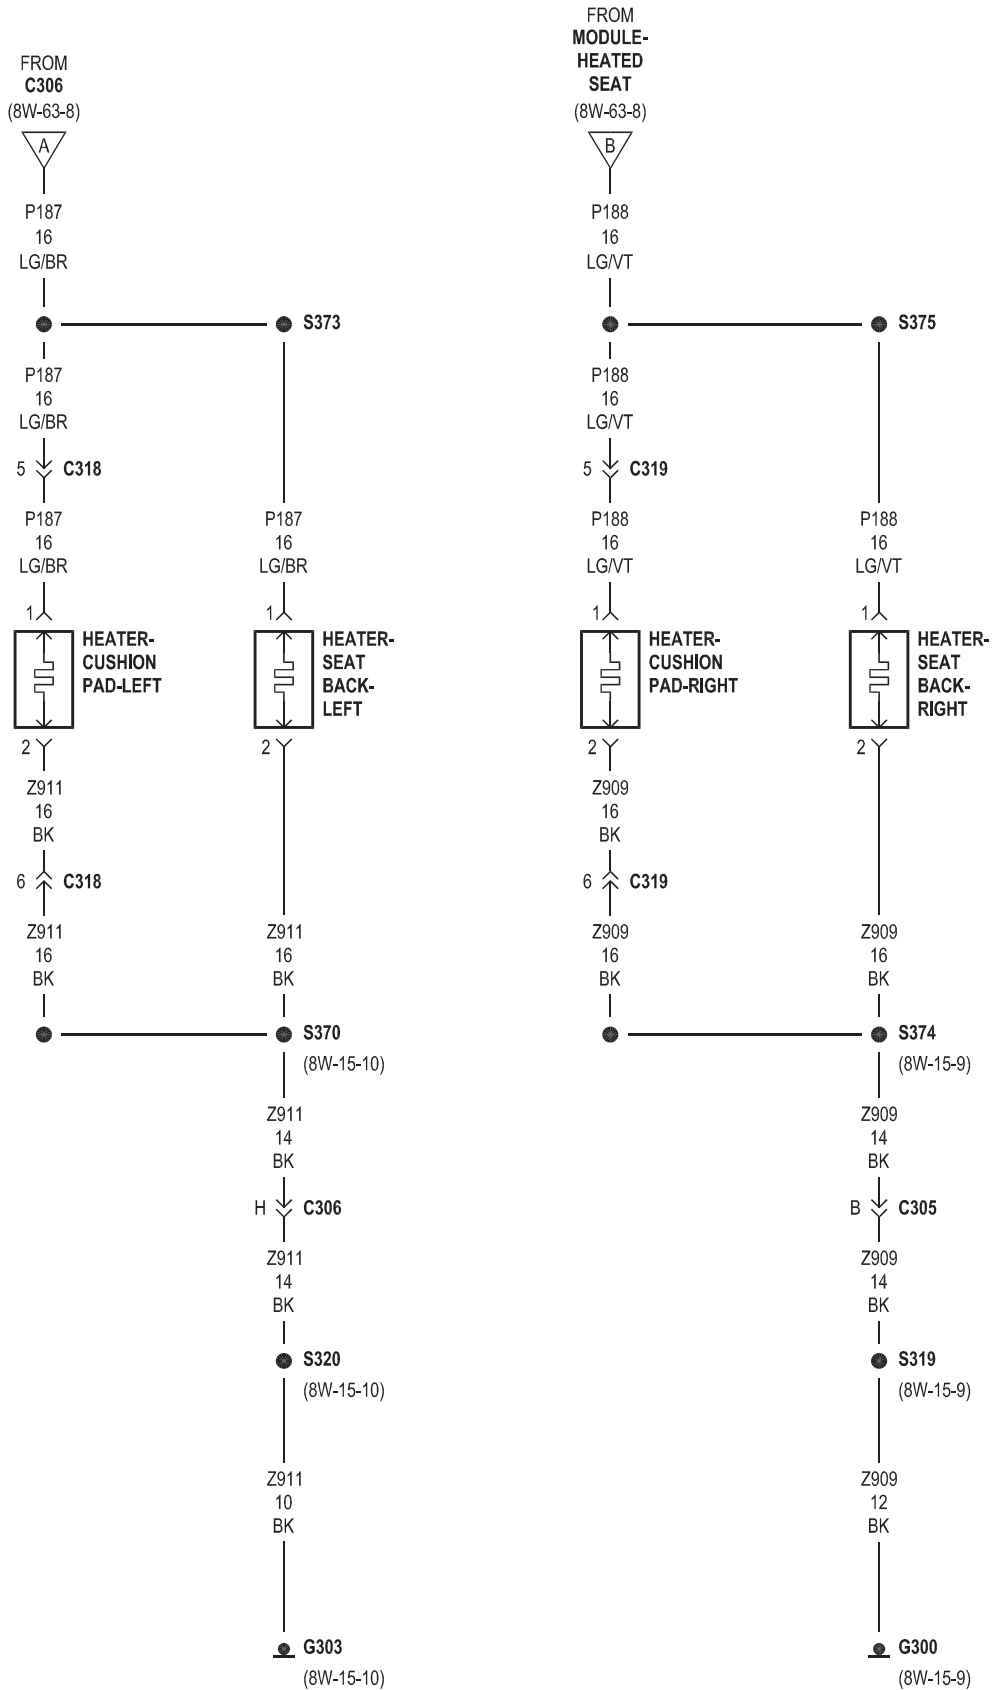 FROM
C306
(8W-63-8)
A
P187
16
LG/BR
S373
P187
16
LG/BR
5
C318
P187
16
LG/BR
P187
16
LG/BR
1
HEATER-
CUSHION
PAD-LEFT
2
1
HEATER-
SEAT
BACK-
LEFT
2
Z911
16
BK
6
C318
Z911
16
BK
Z911
16
BK
S370
(8W-15-10)
Z911
14
BK
H
C306
Z911
14
BK
S320
(8W-15-10)
Z911
10
BK
G303
(8W-15-10)
FROM
MODULE-
HEATED
SEAT
(8W-63-8)
B
P188
16
LG/VT
S375
P188
16
LG/VT
5
C319
P188
16
LG/VT
P188
16
LG/VT
1
HEATER-
CUSHION
PAD-RIGHT
2
1
HEATER-
SEAT
BACK-
RIGHT
2
Z909
16
BK
6
C319
Z909
16
BK
Z909
16
BK
S374
(8W-15-9)
Z909
14
BK
B
C305
Z909
14
BK
S319
(8W-15-9)
Z909
12
BK
G300
(8W-15-9)